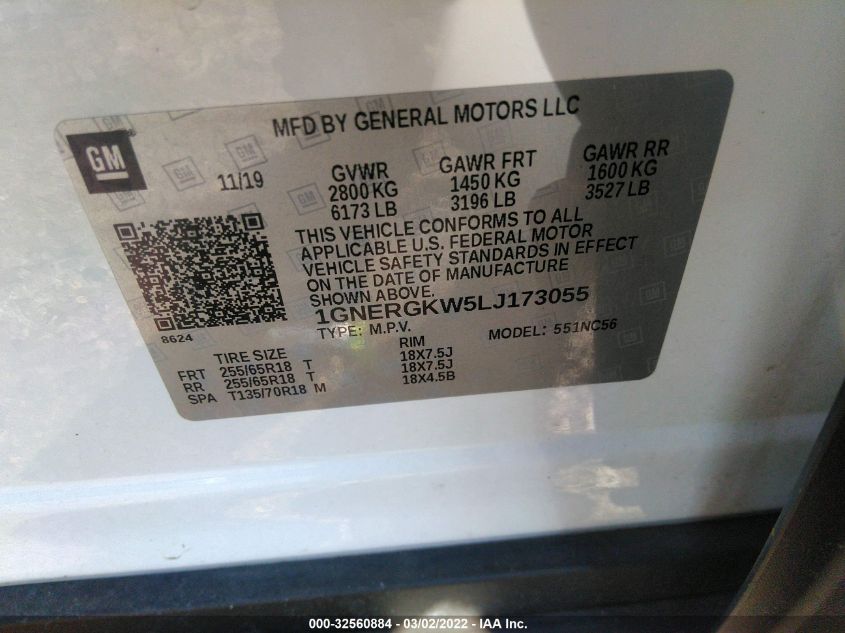 MFD BY GENERAL MOTORS LLC
GM
11/19
GVWR
2800 KG
6173 LB
GAWR FRT
1450 KG
3196 LB
GAWR RR
1600 KG
3527 LB
THIS VEHICLE CONFORMS TO ALL
APPLICABLE U.S. FEDERAL MOTOR
VEHICLE SAFETY STANDARDS IN EFFECT
ON THE DATE OF MANUFACTURE
SHOWN ABOVE.
1GNERGKW5LJ173055
8624
TYPE: M.P.V.
MODEL: 551NC56
TIRE SIZE RIM
FRT 255/65R18 T 18X7.5J
RR 255/65R18 T 18X7.5J
SPA T135/70R18 M 18X4.5B
000-32560884 - 03/02/2022 - IAA Inc.